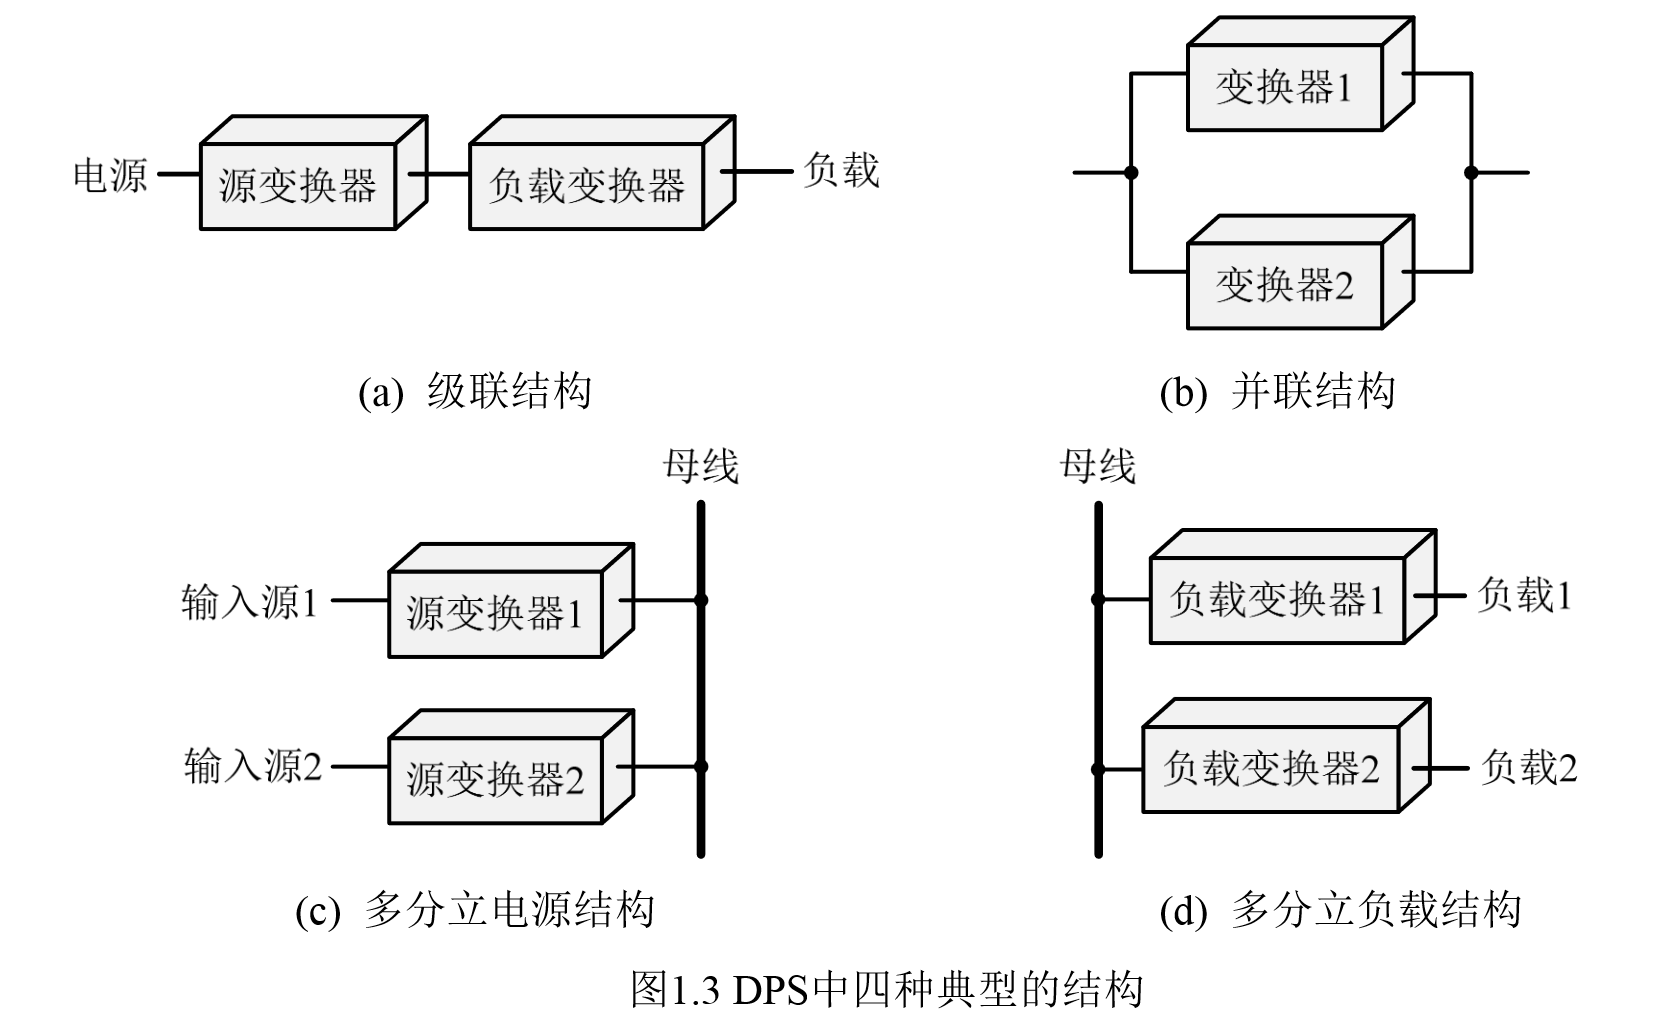 电源
源变换器
负载变换器
负载
变换器1
变换器2
(a) 级联结构
(b) 并联结构
母线
输入源1
源变换器1
输入源2
源变换器2
母线
负载变换器1
负载1
负载变换器2
负载2
(c) 多分立电源结构
(d) 多分立负载结构
图1.3 DPS中四种典型的结构